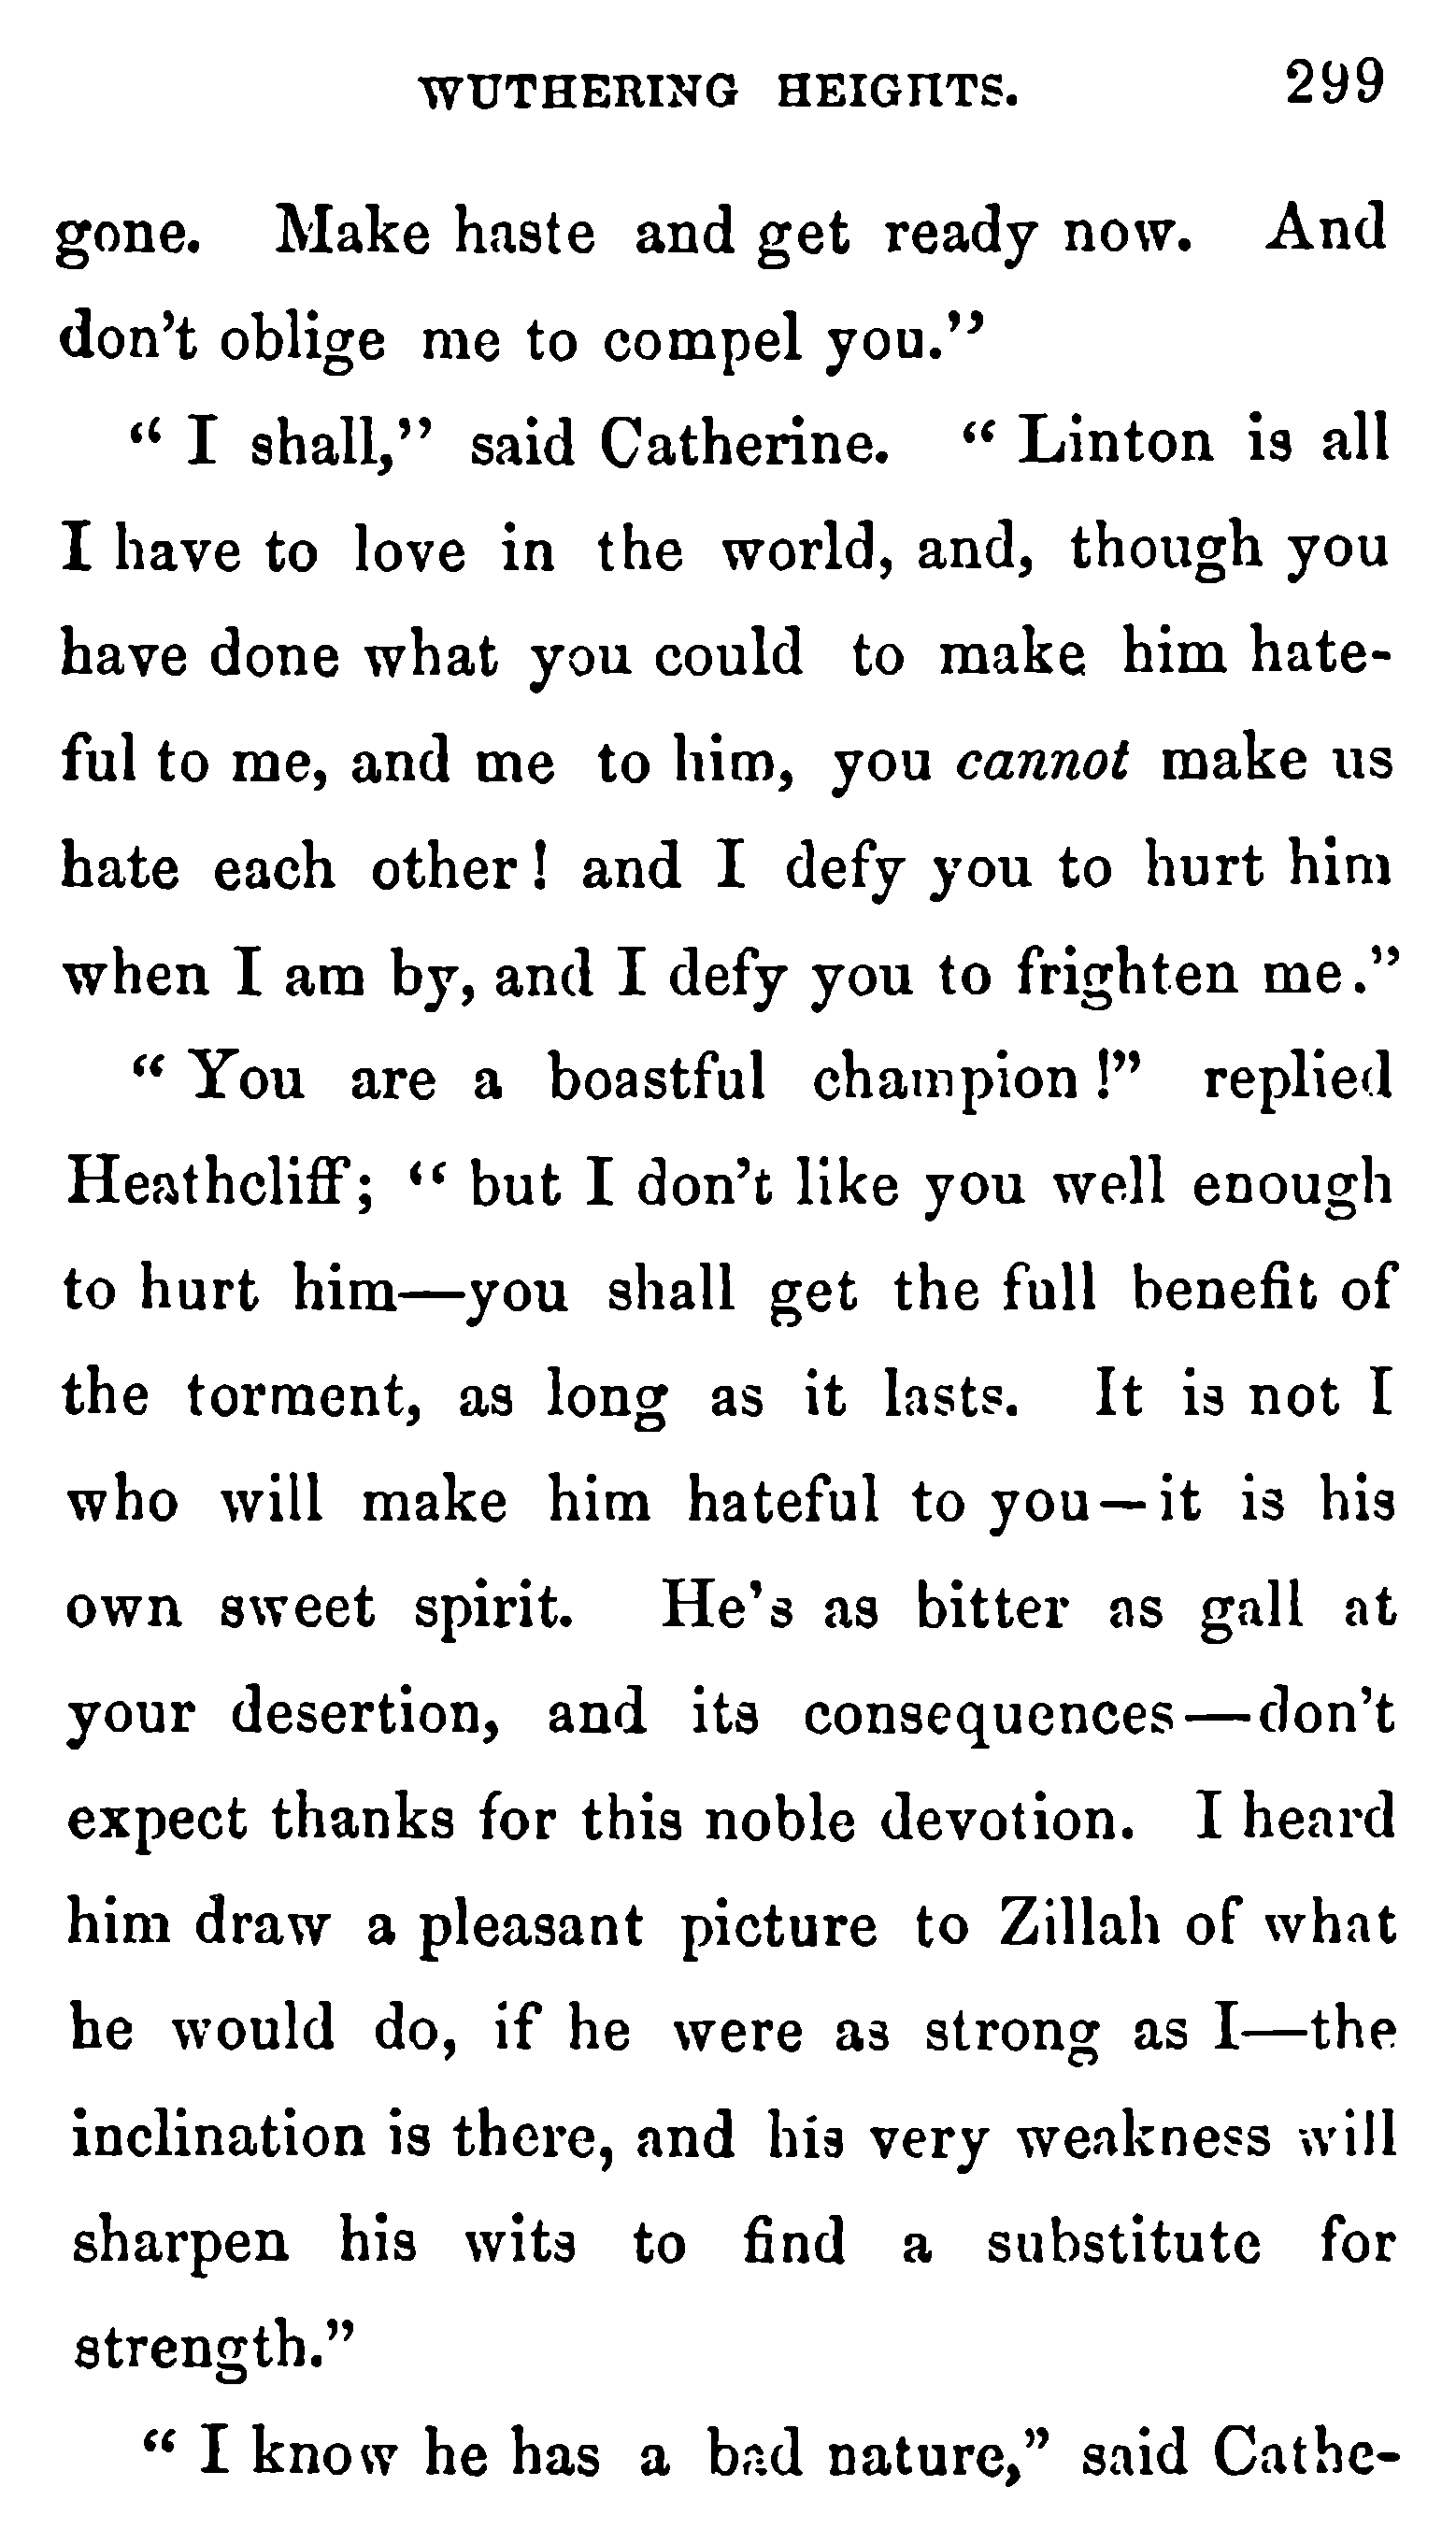 WUTHERING HEIGHTS. 299
gone. Make haste and get ready now. And
don't oblige me to compel you."
" I shall," said Catherine. " Linton is all
I have to love in the world, and, though you
have done what you could to make him hate-
ful to me, and me to him, you cannot make us
hate each other! and I defy you to hurt him
when I am by, and I defy you to frighten me."
" You are a boastful champion!" replied
Heathcliff; " but I don't like you well enough
to hurt him—you shall get the full benefit of
the torment, as long as it lasts. It is not I
who will make him hateful to you—it is his
own sweet spirit. He's as bitter as gall at
your desertion, and its consequences—don't
expect thanks for this noble devotion. I heard
him draw a pleasant picture to Zillah of what
he would do, if he were as strong as I—the
inclination is there, and his very weakness will
sharpen his wits to find a substitute for
strength."
" I know he has a bad nature," said Cathe-